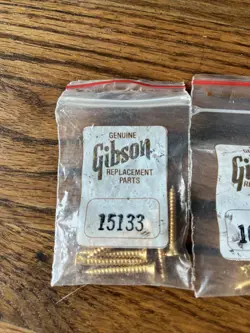 GENUINE
Gibson
REPLACEMENT
PARTS
15133